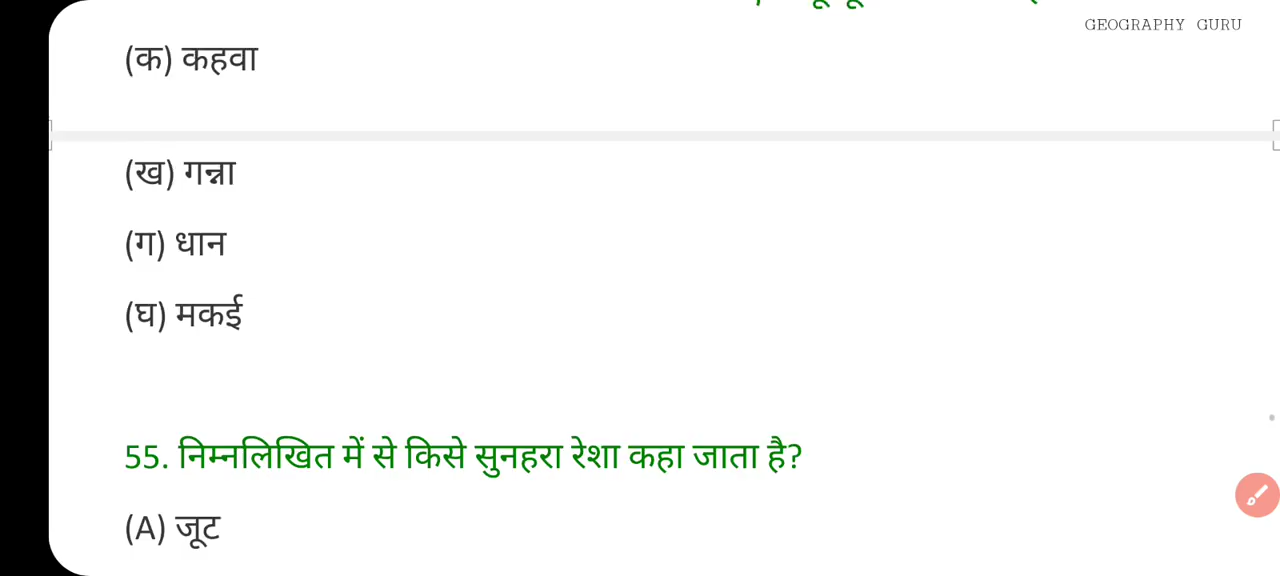 GEOGRAPHY GURU
(क) कहवा
(ख) गन्ना
(ग) धान
(घ) मकई
55. निम्नलिखित में से किसे सुनहरा रेशा कहा जाता है?
(A) जूट